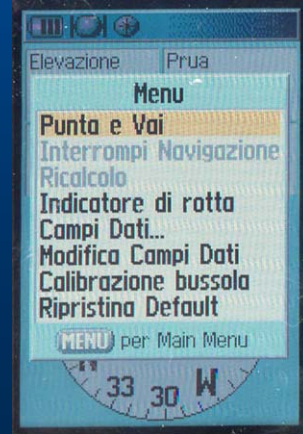 Elevazione Prua
Menu
Punta e Vai
Interrompi Navigazione
Ricalcolo
Indicatore di rotta
Campi Dati...
Modifica Campi Dati
Calibrazione bussola
Ripristina Default
MENU per Main Menu
33 30 W